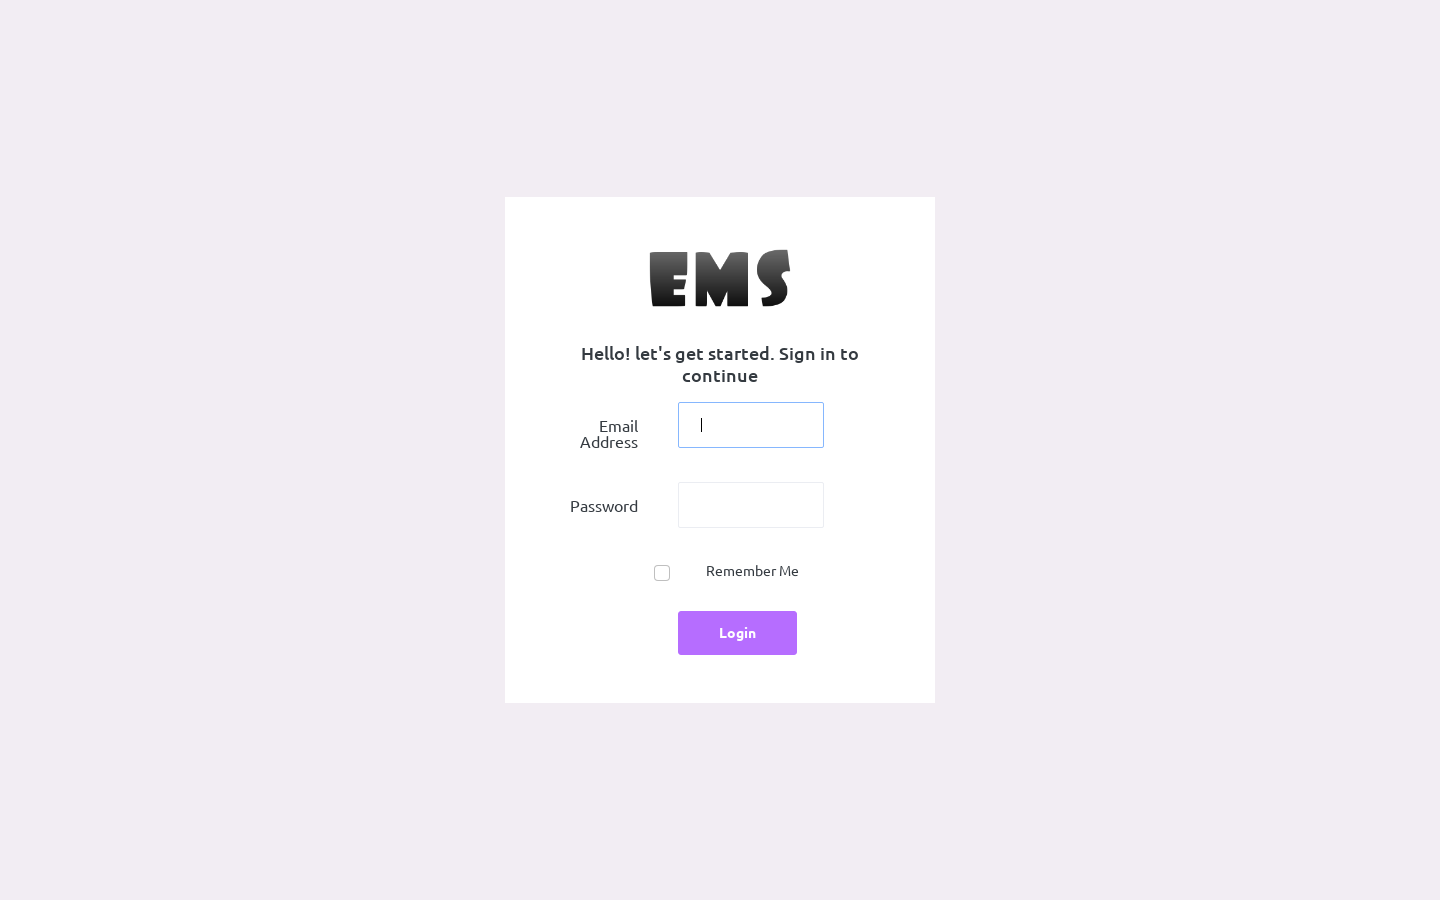 EMS
Hello! let's get started. Sign in to
continue
Email
Address
Password
Remember Me
Login